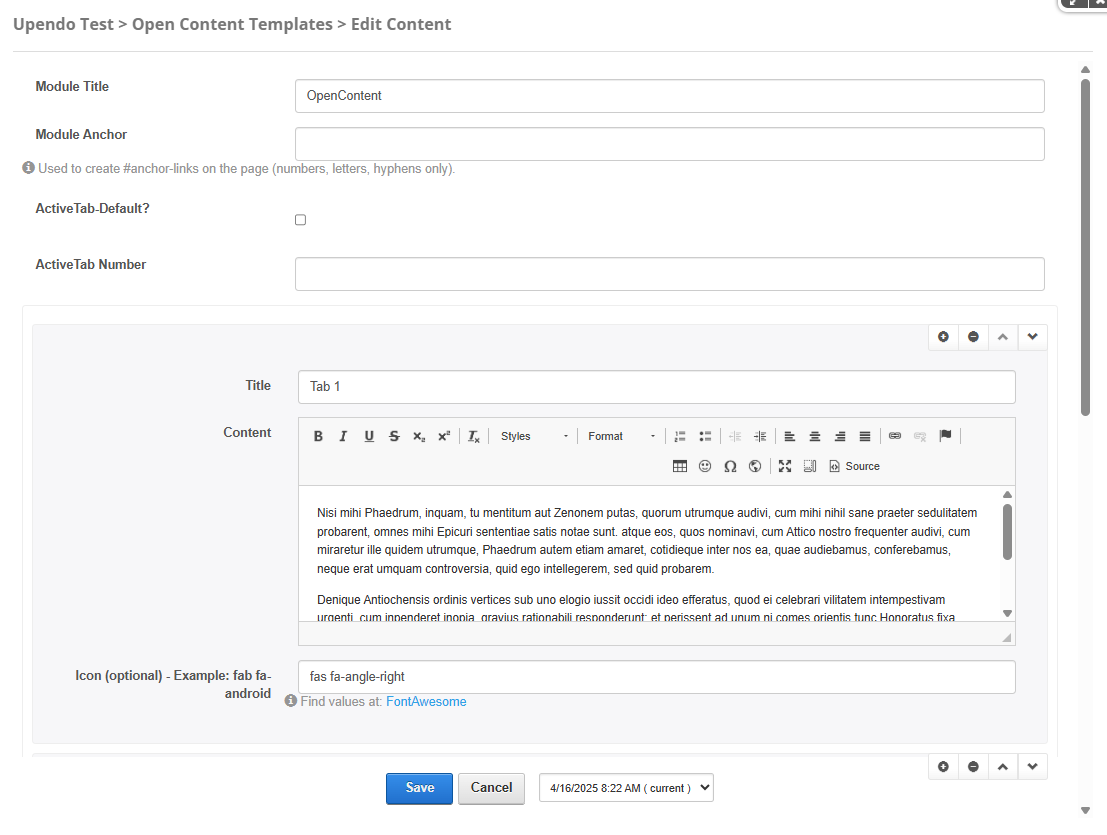 Upendo Test > Open Content Templates > Edit Content
Module Title
OpenContent
Module Anchor
Used to create #anchor-links on the page (numbers, letters, hyphens only).
ActiveTab-Default?
ActiveTab Number
Title
Tab 1
Content
B I U S x₂ x² Tx Styles Format
Ω Source
Nisi mihi Phaedrum, inquam, tu mentitum aut Zenonem putas, quorum utrumque audivi, cum mihi nihil sane praeter sedulitatem
probarent, omnes mihi Epicuri sententiae satis notae sunt. atque eos, quos nominavi, cum Attico nostro frequenter audivi, cum
miraretur ille quidem utrumque, Phaedrum autem etiam amaret, cotidieque inter nos ea, quae audiebamus, conferebamus,
neque erat umquam controversia, quid ego intellegerem, sed quid probarem.
Denique Antiochensis ordinis vertices sub uno elogio iussit occidi ideo efferatus, quod ei celebrari vilitatem intempestivam
urgenti, cum inpenderet inopia, gravius rationabili responderunt; et perissent ad unum ni comes orientis tunc Honoratus fixa
Icon (optional) - Example: fab fa-
android
fas fa-angle-right
Find values at: FontAwesome
Save
Cancel
4/16/2025 8:22 AM ( current )